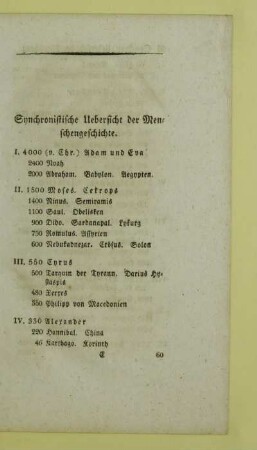 Synchronistische Uebersicht der Men-
schengeschichte.
I. 4000 (v. Chr.) Adam und Eva
2400 Noah
2000 Abraham. Babylon. Aegypten.
II. 1500 Moses. Cekrops
1400 Ninus. Semiramis
1100 Saul. Obelisken
900 Dido. Sardanapal. Lykurg
750 Romulus. Assyrien
600 Nebukadnezar. Crösus. Solon
III. 550 Cyrus
500 Tarquin der Tyrann. Darius Hy-
staspis
480 Xerxes
350 Philipp von Macedonien
IV. 330 Alexander
220 Hannibal. China
46 Karthago. Korinth
C 60